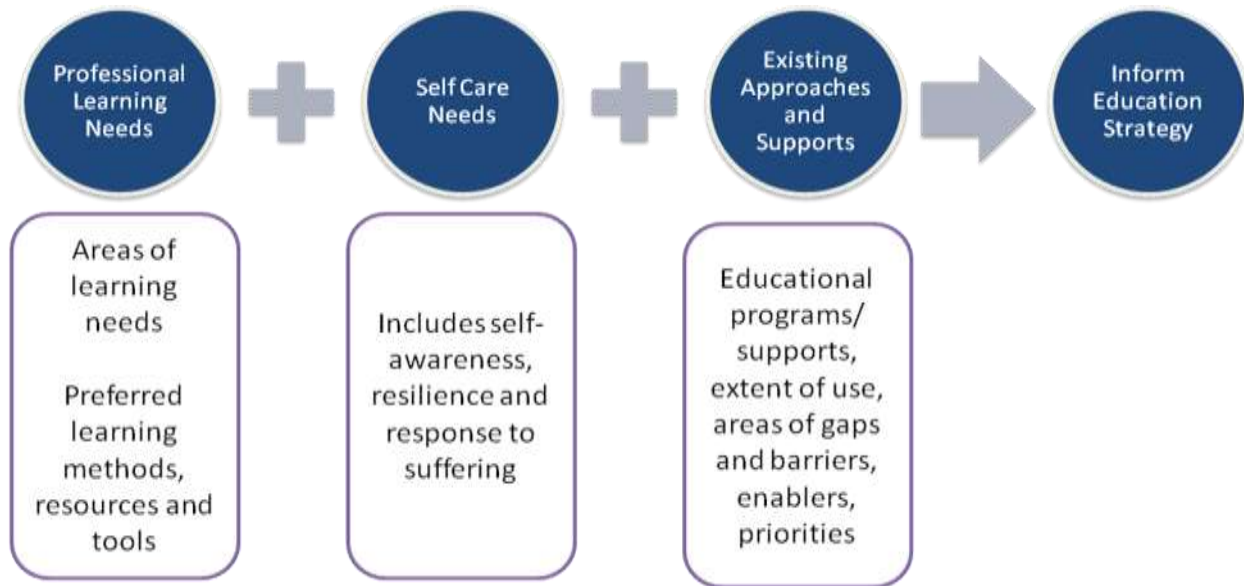 Professional
Learning
Needs
Self Care
Needs
Existing
Approaches
and
Supports
Inform
Education
Strategy
Areas of
learning
needs
Preferred
learning
methods,
resources and
tools
Includes self-
awareness,
resilience and
response to
suffering
Educational
programs/
supports,
extent of use,
areas of gaps
and barriers,
enablers,
priorities